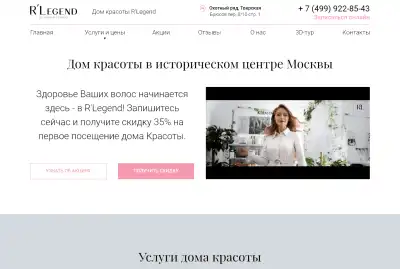 R'LEGEND
Дом красоты R'Legend
Охотный ряд, Тверская
Брюсов пер. 8/10 стр. 1
+ 7 (499) 922-85-43
Записаться онлайн
Главная
Услуги и цены
Акции
Отзывы
О нас
3D-тур
Контакты
Дом красоты в историческом центре Москвы
Здоровье Ваших волос начинается
здесь - в R'Legend! Запишитесь
сейчас и получите скидку 35% на
первое посещение дома Красоты.
УЗНАТЬ ПРО АКЦИИ
ПОЛУЧИТЬ СКИДКУ
Услуги дома красоты